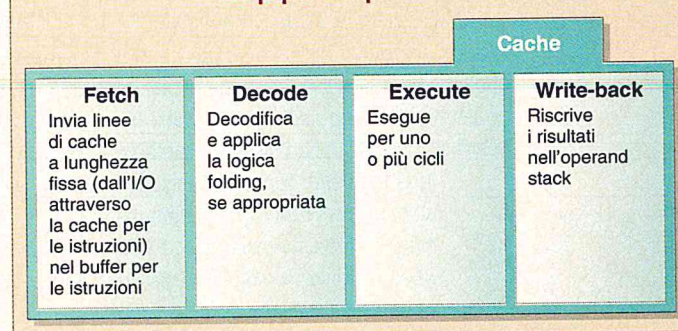 Cache
Fetch
Invia linee
di cache
a lunghezza
fissa (dall'I/O
attraverso
la cache per
le istruzioni)
nel buffer per
le istruzioni
Decode
Decodifica
e applica
la logica
folding,
se appropriata
Execute
Esegue
per uno
o più cicli
Write-back
Riscrive
i risultati
nell'operand
stack